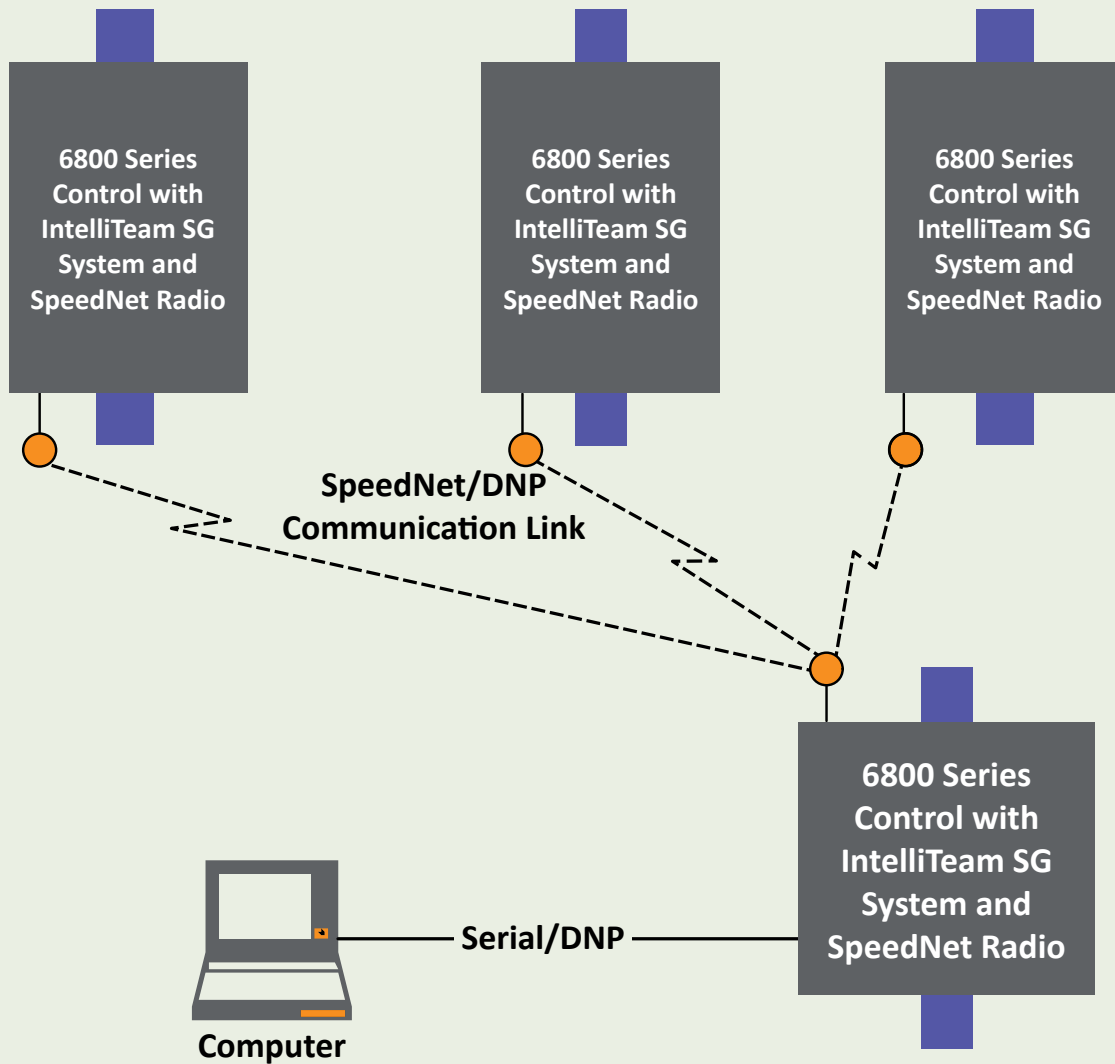 6800 Series
Control with
IntelliTeam SG
System and
SpeedNet Radio
6800 Series
Control with
IntelliTeam SG
System and
SpeedNet Radio
6800 Series
Control with
IntelliTeam SG
System and
SpeedNet Radio
SpeedNet/DNP
Communication Link
6800 Series
Control with
IntelliTeam SG
System and
SpeedNet Radio
Serial/DNP
Computer